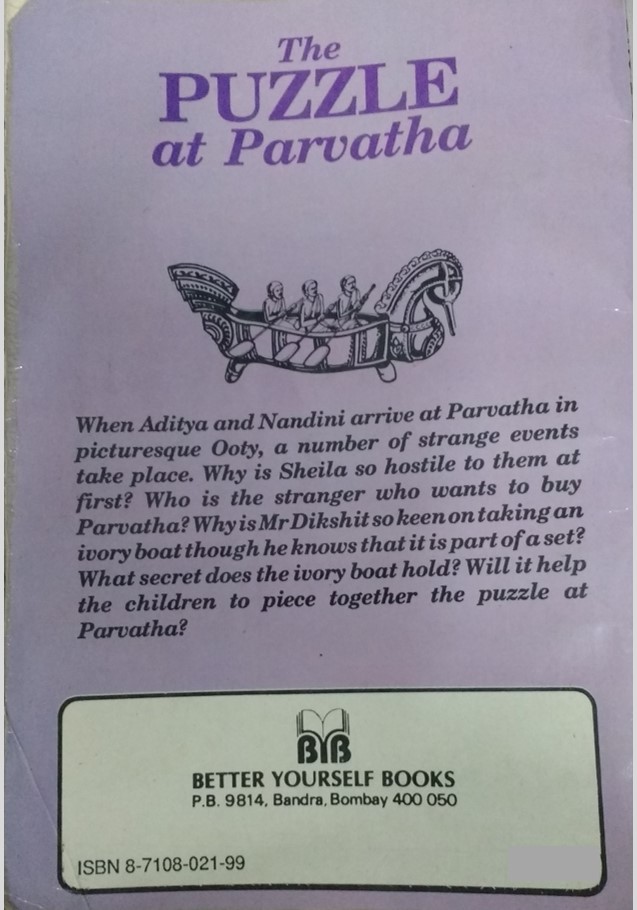 The
PUZZLE
at Parvatha
When Aditya and Nandini arrive at Parvatha in
picturesque Ooty, a number of strange events
take place. Why is Sheila so hostile to them at
first? Who is the stranger who wants to buy
Parvatha? Why is Mr Dikshit so keen on taking an
ivory boat though he knows that it is part of a set?
What secret does the ivory boat hold? Will it help
the children to piece together the puzzle at
Parvatha?
BYB
BETTER YOURSELF BOOKS
P.B. 9814, Bandra, Bombay 400 050
ISBN 8-7108-021-99